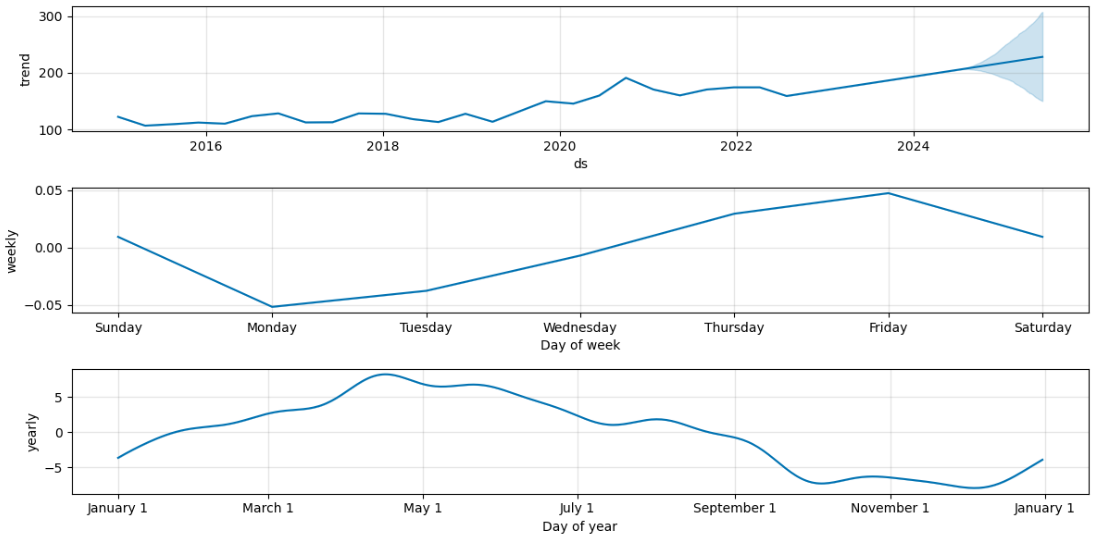 300
200
100
trend
2016 2018 2020 2022 2024
ds
0.05
0.00
−0.05
weekly
Sunday Monday Tuesday Wednesday Thursday Friday Saturday
Day of week
5
0
−5
yearly
January 1 March 1 May 1 July 1 September 1 November 1 January 1
Day of year